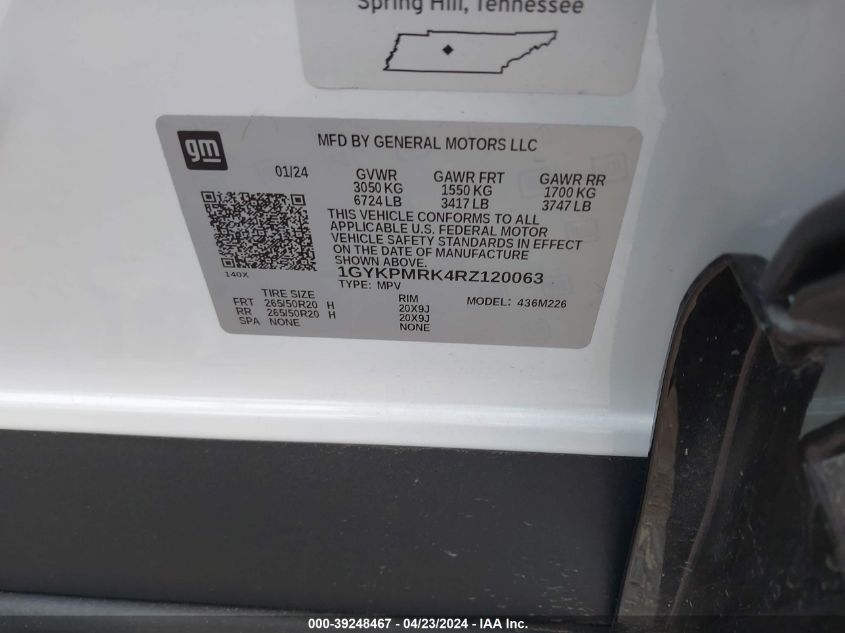 Spring Hill, Tennessee
gm
MFD BY GENERAL MOTORS LLC
01/24 GVWR GAWR FRT GAWR RR
3050 KG 1550 KG 1700 KG
6724 LB 3417 LB 3747 LB
THIS VEHICLE CONFORMS TO ALL
APPLICABLE U.S. FEDERAL MOTOR
VEHICLE SAFETY STANDARDS IN EFFECT
ON THE DATE OF MANUFACTURE
SHOWN ABOVE.
140X
1GYKPMRK4RZ120063
TYPE: MPV
TIRE SIZE RIM MODEL: 436M226
FRT 265/50R20 H 20X9J
RR 265/50R20 H 20X9J
SPA NONE NONE
000-39248467 - 04/23/2024 - IAAI Inc.